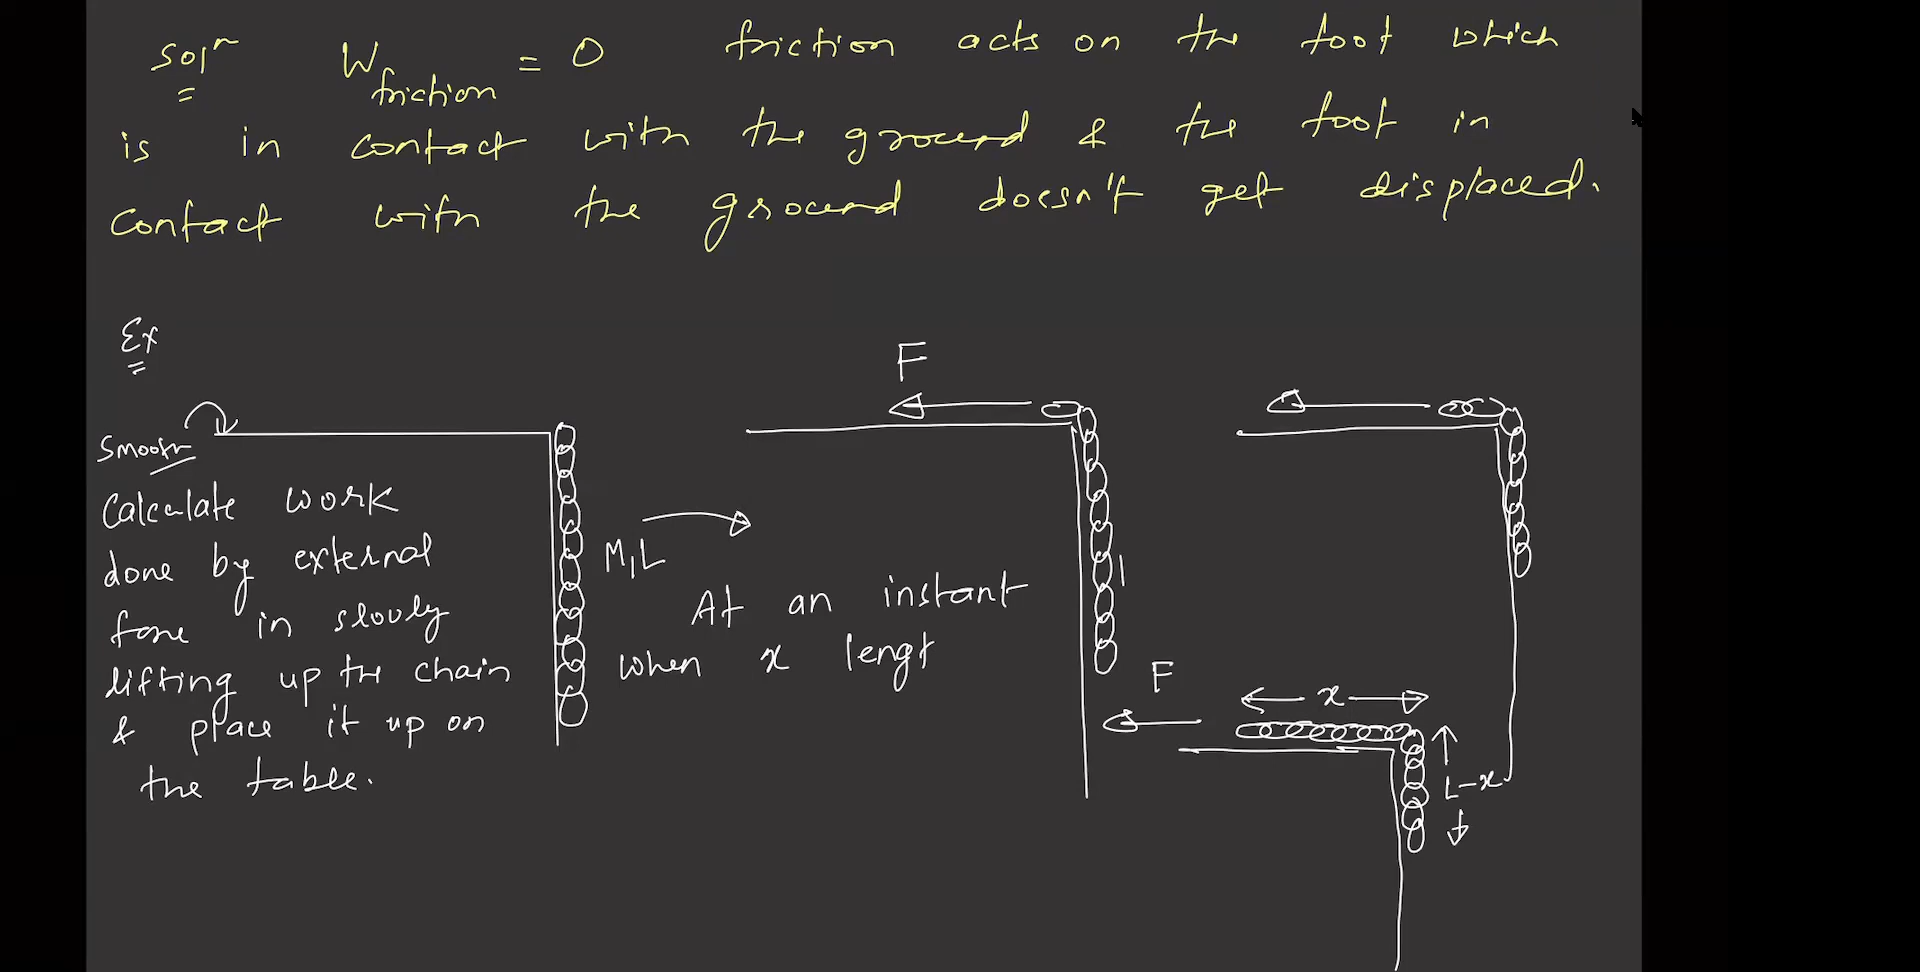 Solⁿ W friction = 0 friction acts on the foot which
is in contact with the ground & the foot in
contact with the ground doesn't get displaced.
Ex
Smooth
Calculate work
done by external
force in slowly
lifting up the chain
& place it up on
the table.
M, L
F
At an instant
when x lengt
F
x
L-x